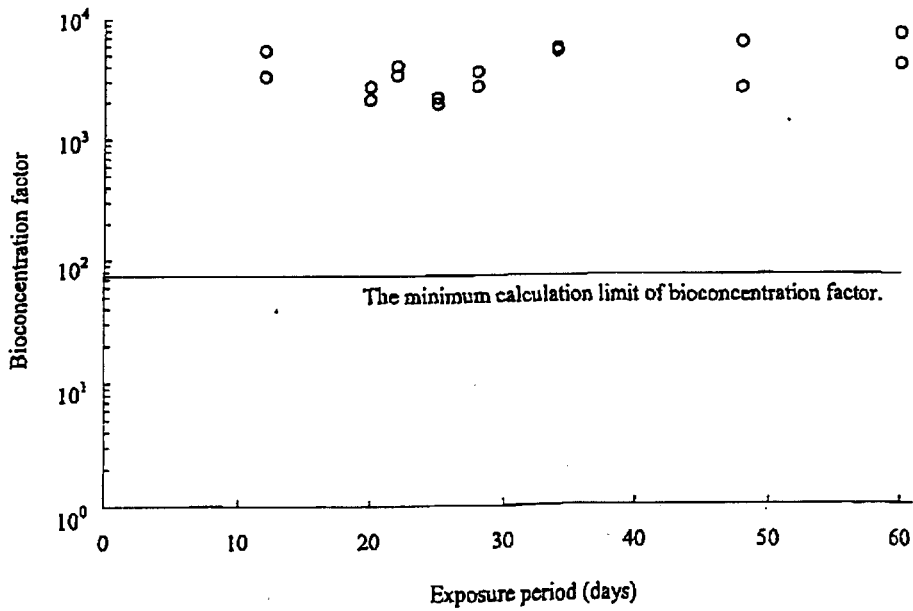 10⁴
10³
10²
10¹
10⁰
Bioconcentration factor
The minimum calculation limit of bioconcentration factor.
0 10 20 30 40 50 60
Exposure period (days)